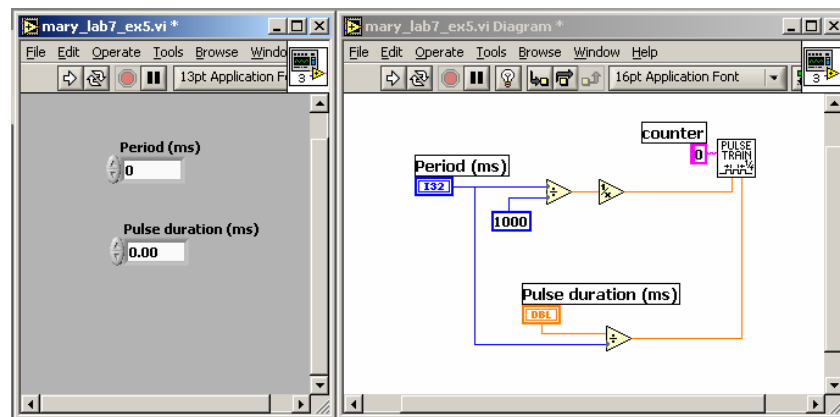 mary_lab7_ex5.vi *
File Edit Operate Tools Browse Windo
3
13pt Application F
Period (ms)
0
Pulse duration (ms)
0.00
mary_lab7_ex5.vi Diagram *
File Edit Operate Tools Browse Window Help
3
16pt Application Font
counter
0
PULSE
TRAIN
Period (ms)
I32
1000
Pulse duration (ms)
DBL